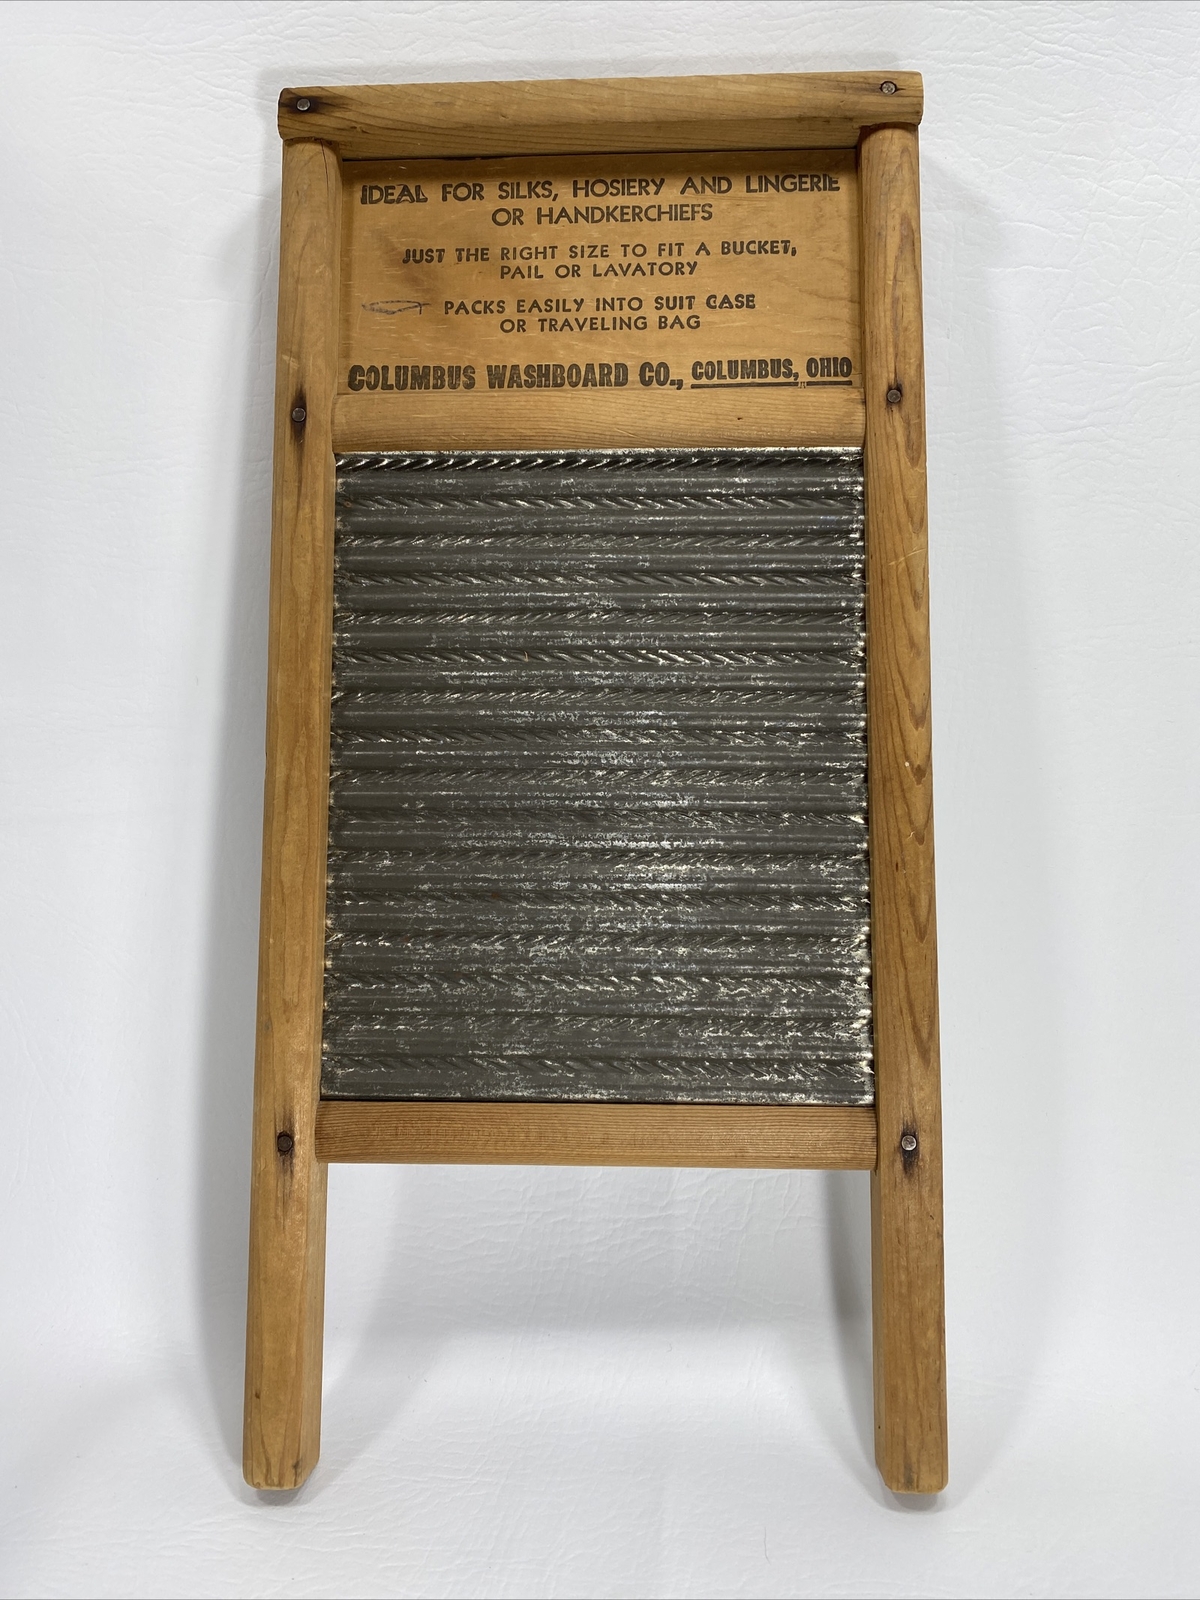 IDEAL FOR SILKS, HOSIERY AND LINGERIE
OR HANDKERCHIEFS
JUST THE RIGHT SIZE TO FIT A BUCKET,
PAIL OR LAVATORY
PACKS EASILY INTO SUIT CASE
OR TRAVELING BAG
COLUMBUS WASHBOARD CO., COLUMBUS, OHIO